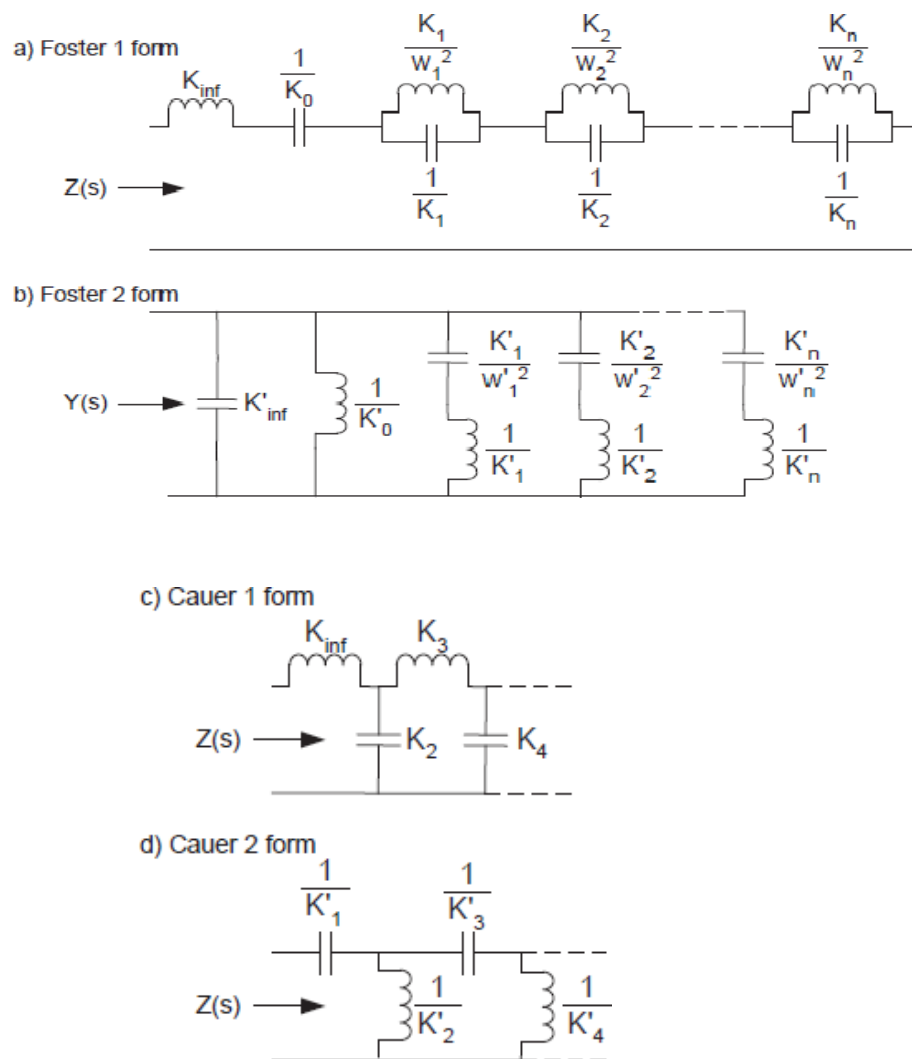 a) Foster 1 form
K_inf
1/K_0
K_1/w_1^2
K_2/w_2^2
K_n/w_n^2
Z(s)
1/K_1
1/K_2
1/K_n
b) Foster 2 form
Y(s)
K'_inf
1/K'_0
K'_1/w'_1^2
K'_2/w'_2^2
K'_n/w'_n^2
1/K'_1
1/K'_2
1/K'_n
c) Cauer 1 form
K_inf
K_3
Z(s)
K_2
K_4
d) Cauer 2 form
1/K'_1
1/K'_3
Z(s)
1/K'_2
1/K'_4